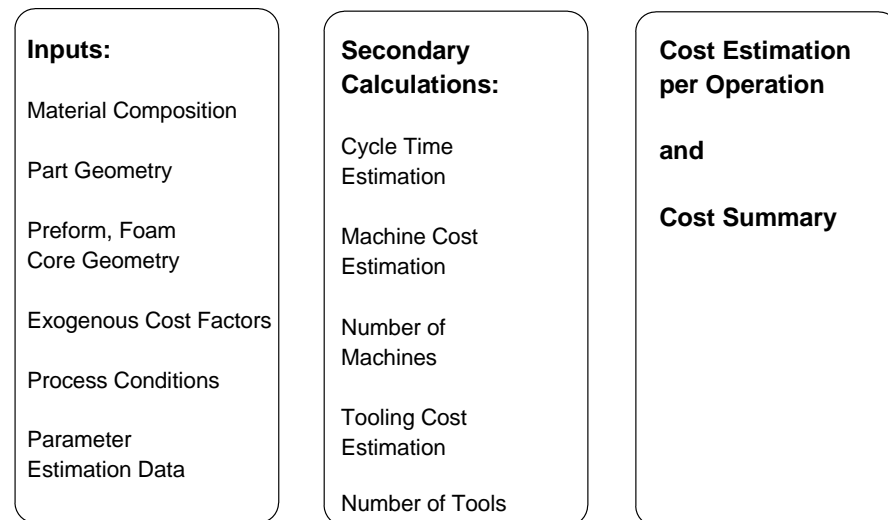 Inputs:
Material Composition
Part Geometry
Preform, Foam
Core Geometry
Exogenous Cost Factors
Process Conditions
Parameter
Estimation Data
Secondary
Calculations:
Cycle Time
Estimation
Machine Cost
Estimation
Number of
Machines
Tooling Cost
Estimation
Number of Tools
Cost Estimation
per Operation
and
Cost Summary